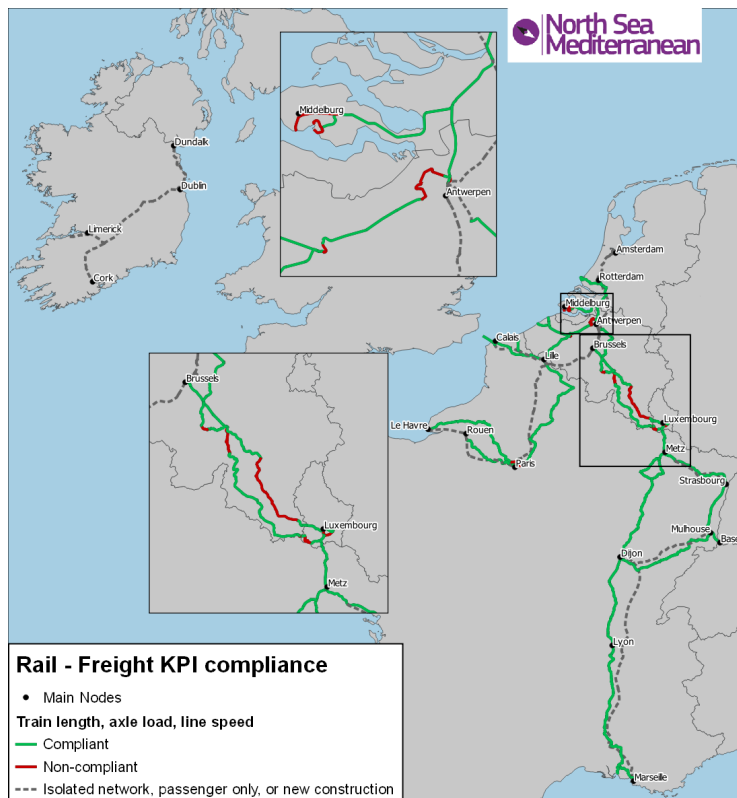 North Sea
Mediterranean
Middelburg
Antwerpen
Dundalk
Dublin
Limerick
Cork
Amsterdam
Rotterdam
Middelburg
Antwerpen
Brussels
Calais
Lille
Le Havre
Rouen
Paris
Luxembourg
Metz
Strasbourg
Mulhouse
Base
Dijon
Lyon
Marseille
Brussels
Luxembourg
Metz
Rail - Freight KPI compliance
Main Nodes
Train length, axle load, line speed
Compliant
Non-compliant
Isolated network, passenger only, or new construction